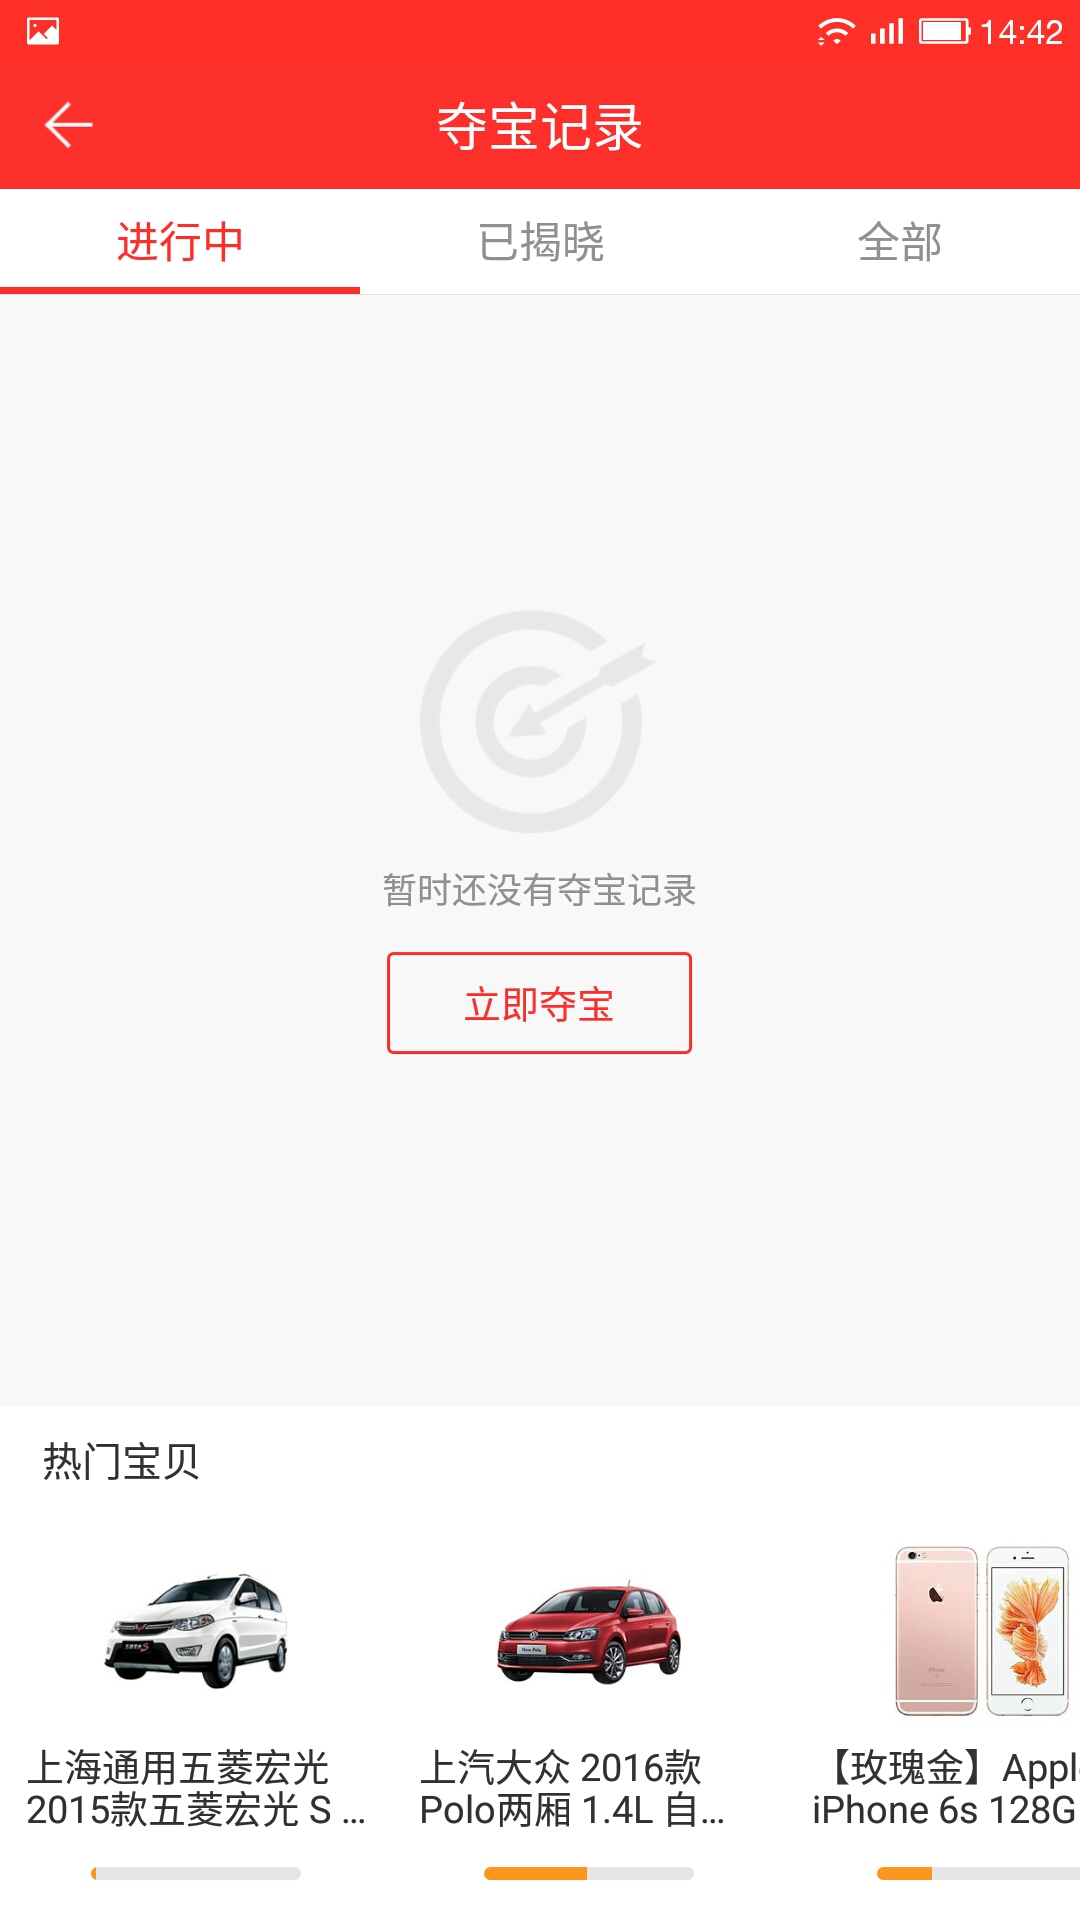 14:42
夺宝记录
进行中 已揭晓 全部
暂时还没有夺宝记录
立即夺宝
热门宝贝
上海通用五菱宏光
2015款五菱宏光 S ...
上汽大众 2016款
Polo两厢 1.4L 自...
【玫瑰金】Appl
iPhone 6s 128G